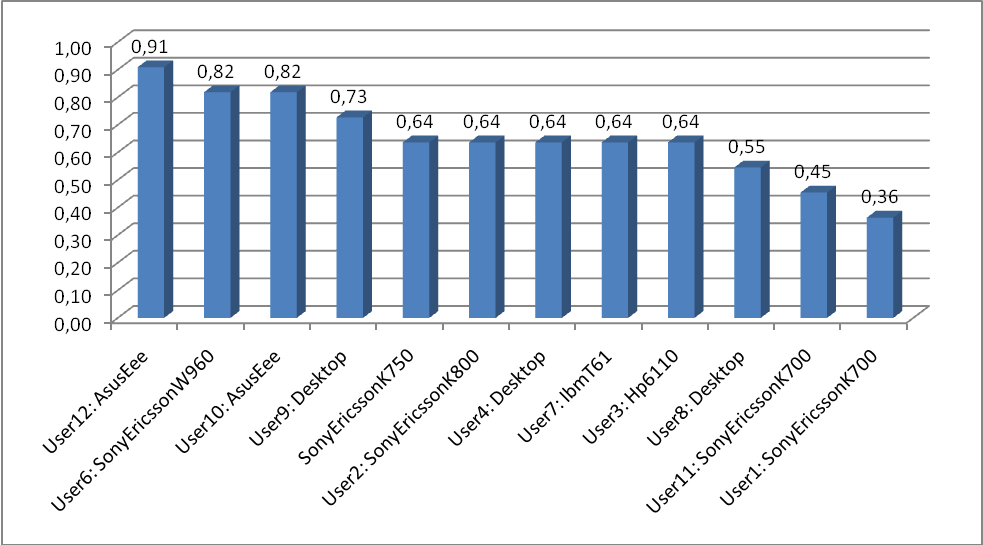 1,00
0,90
0,80
0,70
0,60
0,50
0,40
0,30
0,20
0,10
0,00
0,91
0,82
0,82
0,73
0,64
0,64
0,64
0,64
0,64
0,55
0,45
0,36
User12: AsusEee
User6: SonyEricssonW960
User10: AsusEee
User9: Desktop
SonyEricssonK750
User2: SonyEricssonK800
User4: Desktop
User7: IbmT61
User3: Hp6110
User8: Desktop
User11: SonyEricssonK700
User1: SonyEricssonK700